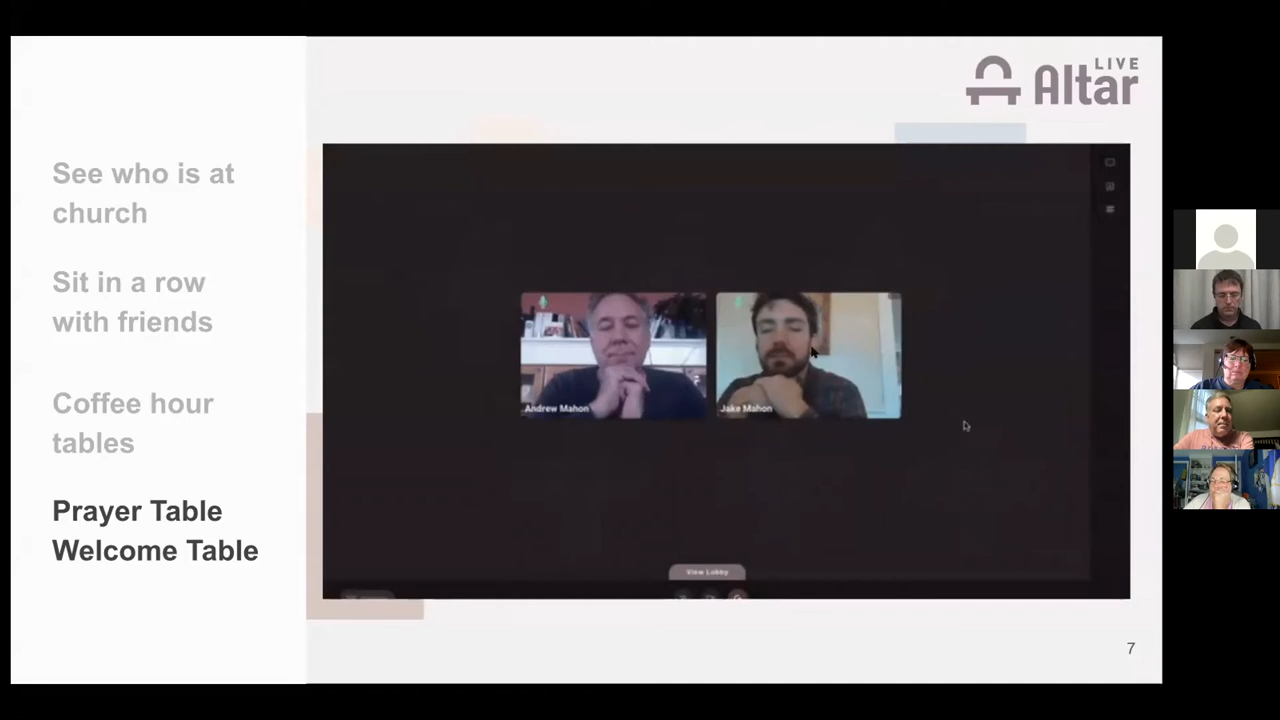 See who is at
church
Sit in a row
with friends
Coffee hour
tables
Prayer Table
Welcome Table
LIVE
Altar
Andrew Mahon
Jake Mahon
View Lobby
7